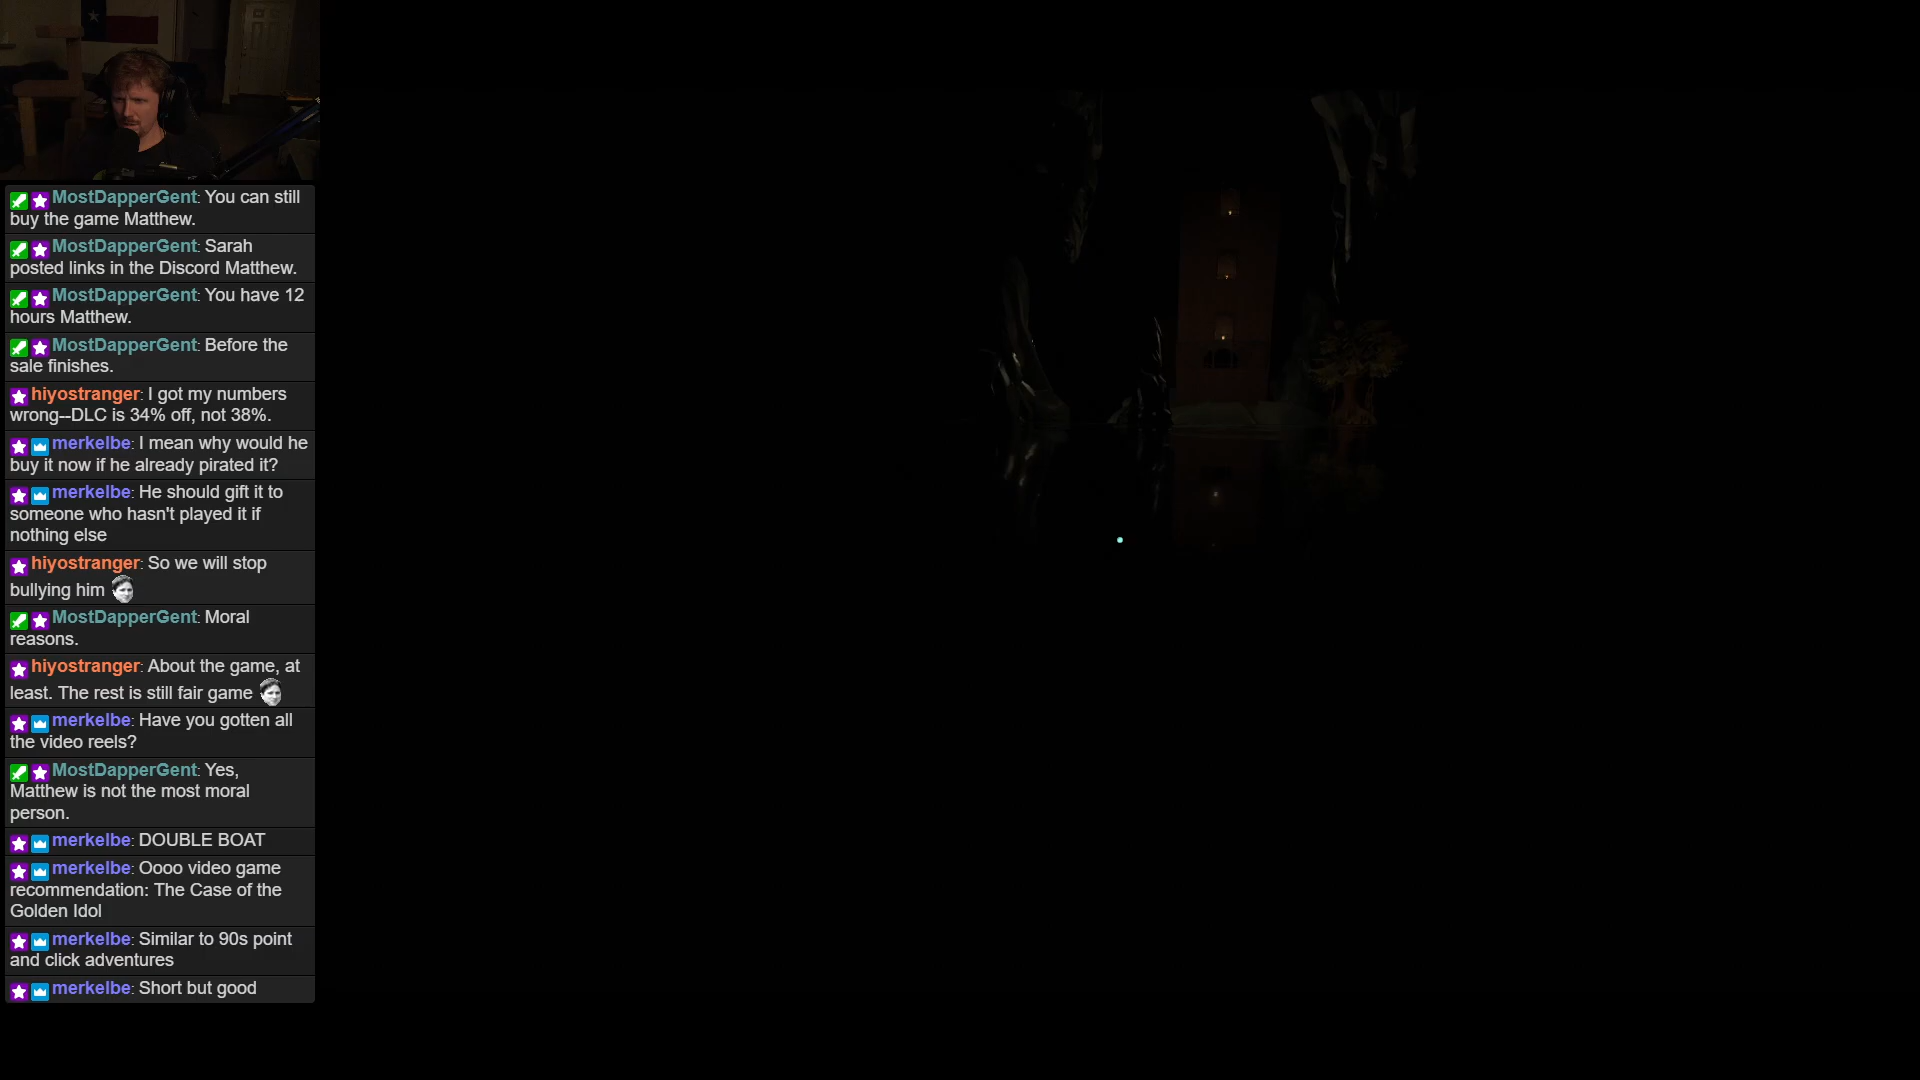 MostDapperGent: You can still
buy the game Matthew.
MostDapperGent: Sarah
posted links in the Discord Matthew.
MostDapperGent: You have 12
hours Matthew.
MostDapperGent: Before the
sale finishes.
hiyostranger: I got my numbers
wrong--DLC is 34% off, not 38%.
merkelbe: I mean why would he
buy it now if he already pirated it?
merkelbe: He should gift it to
someone who hasn't played it if
nothing else
hiyostranger: So we will stop
bullying him
MostDapperGent: Moral
reasons.
hiyostranger: About the game, at
least. The rest is still fair game
merkelbe: Have you gotten all
the video reels?
MostDapperGent: Yes,
Matthew is not the most moral
person.
merkelbe: DOUBLE BOAT
merkelbe: Oooo video game
recommendation: The Case of the
Golden Idol
merkelbe: Similar to 90s point
and click adventures
merkelbe: Short but good